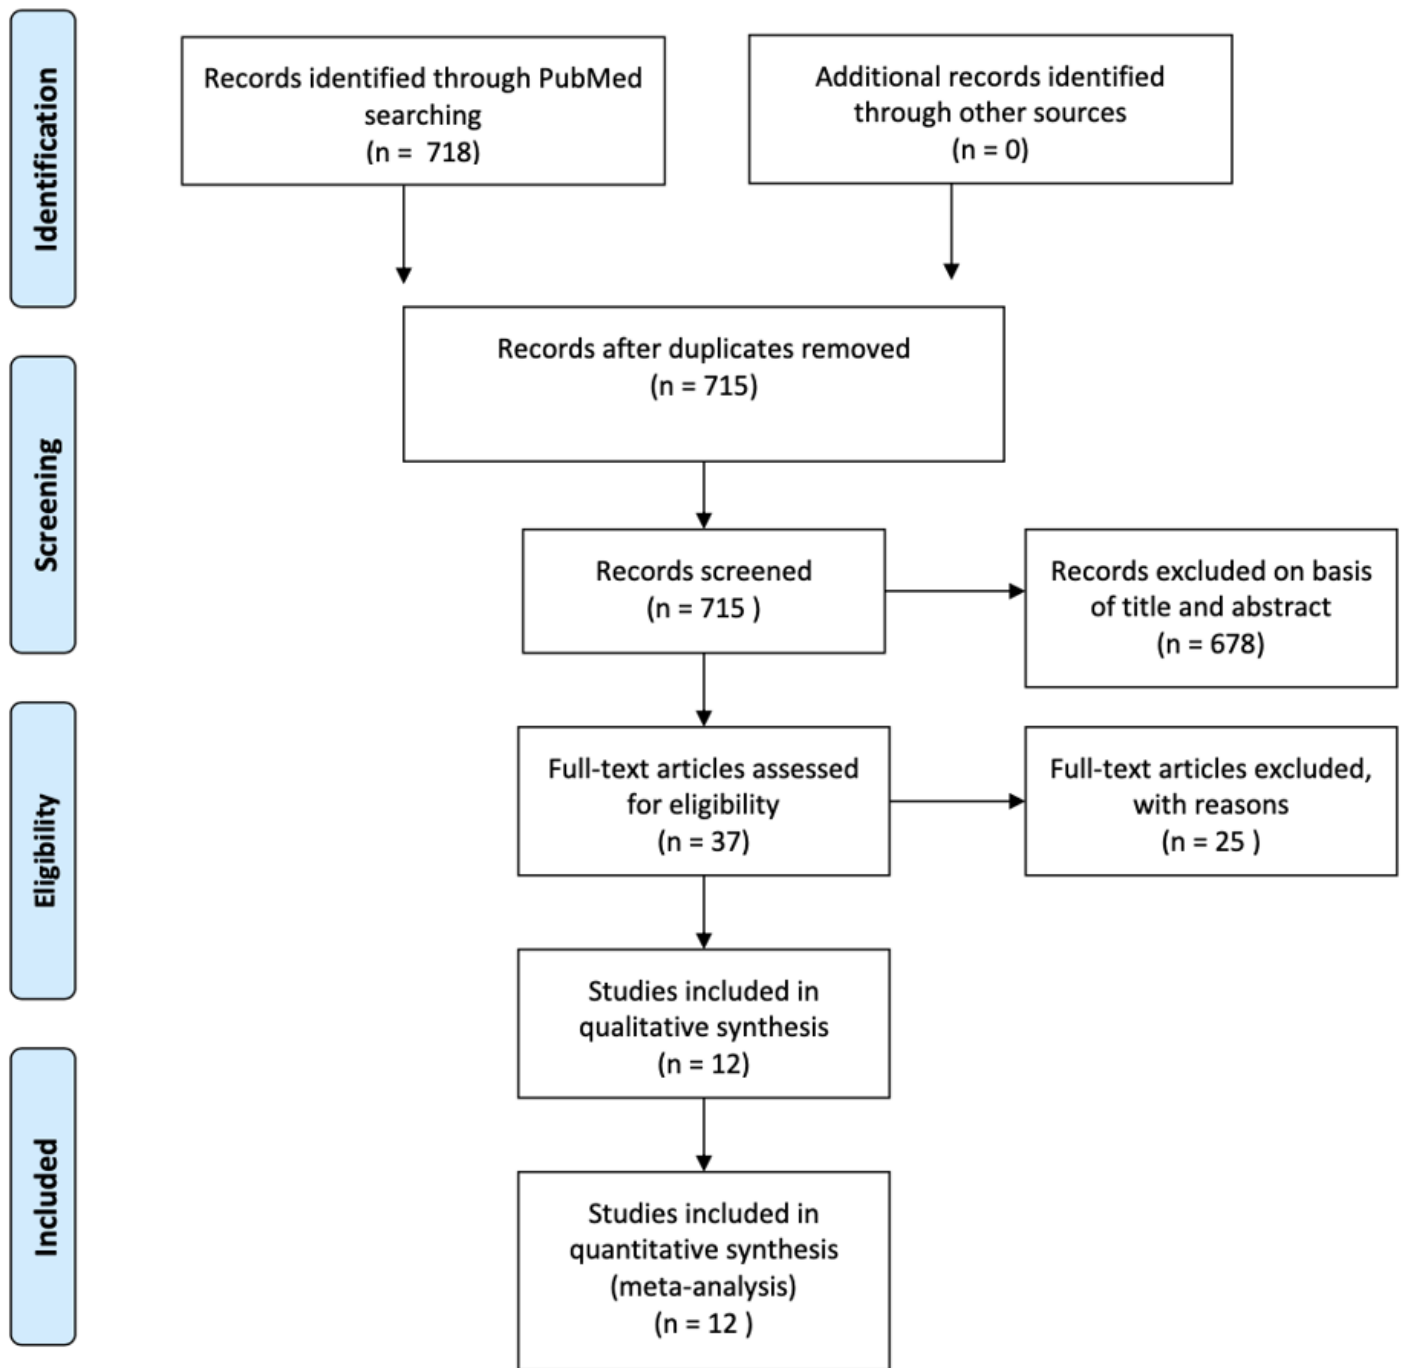 Identification
Records identified through PubMed
searching
(n =  718)
Additional records identified
through other sources
(n = 0)
Records after duplicates removed
(n = 715)
Screening
Records screened
(n = 715 )
Records excluded on basis
of title and abstract
(n = 678)
Eligibility
Full-text articles assessed
for eligibility
(n = 37)
Full-text articles excluded,
with reasons
(n = 25 )
Studies included in
qualitative synthesis
(n = 12)
Included
Studies included in
quantitative synthesis
(meta-analysis)
(n = 12 )